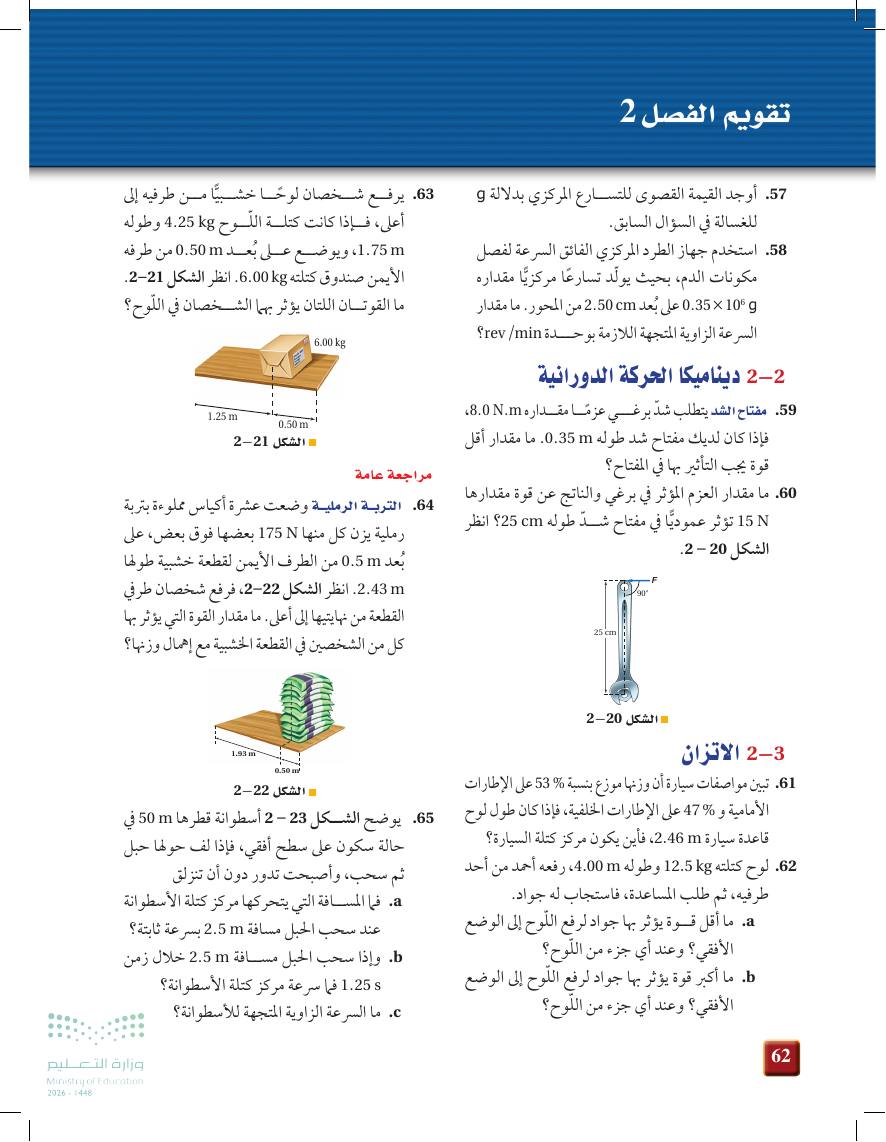 تقويم الفصل 2
57. أوجد القيمة القصوى للتسارع المركزي بدلالة g
للغسالة في السؤال السابق.
58. استخدم جهاز الطرد المركزي الفائق السرعة لفصل
مكونات الدم، بحيث يولّد تسارعًا مركزيًّا مقداره
0.35×10⁶ g على بُعد 2.50 cm من المحور. ما مقدار
السرعة الزاوية المتجهة اللازمة بوحدة rev/min؟
2–2 ديناميكا الحركة الدورانية
59. مفتاح الشد يتطلب شدّ برغي عزمًا مقداره 8.0 N.m،
فإذا كان لديك مفتاح شد طوله 0.35 m. ما مقدار أقل
قوة يجب التأثير بها في المفتاح؟
60. ما مقدار العزم المؤثر في برغي والناتج عن قوة مقدارها
15 N تؤثر عموديًّا في مفتاح شدّ طوله 25 cm؟ انظر
الشكل 20 – 2.
F
90°
25 cm
الشكل 20–2
2–3 الاتزان
61. تبين مواصفات سيارة أن وزنها موزع بنسبة % 53 على الإطارات
الأمامية و % 47 على الإطارات الخلفية، فإذا كان طول لوح
قاعدة سيارة 2.46 m، فأين يكون مركز كتلة السيارة؟
62. لوح كتلته 12.5 kg وطوله 4.00 m، رفعه أحمد من أحد
طرفيه، ثم طلب المساعدة، فاستجاب له جواد.
a. ما أقل قوة يؤثر بها جواد لرفع اللّوح إلى الوضع
الأفقي؟ وعند أي جزء من اللّوح؟
b. ما أكبر قوة يؤثر بها جواد لرفع اللّوح إلى الوضع
الأفقي؟ وعند أي جزء من اللّوح؟
63. يرفع شخصان لوحًا خشبيًّا من طرفيه إلى
أعلى، فإذا كانت كتلة اللّوح 4.25 kg وطوله
1.75 m، ويوضع على بُعد 0.50 m من طرفه
الأيمن صندوق كتلته 6.00 kg. انظر الشكل 21–2.
ما القوتان اللتان يؤثر بهما الشخصان في اللّوح؟
6.00 kg
1.25 m
0.50 m
الشكل 21–2
مراجعة عامة
64. التربة الرملية وضعت عشرة أكياس مملوءة بتربة
رملية يزن كل منها 175 N بعضها فوق بعض، على
بُعد 0.5 m من الطرف الأيمن لقطعة خشبية طولها
2.43 m. انظر الشكل 22–2، فرفع شخصان طرفي
القطعة من نهايتيها إلى أعلى. ما مقدار القوة التي يؤثر بها
كل من الشخصين في القطعة الخشبية مع إهمال وزنها؟
1.93 m
0.50 m
الشكل 22–2
65. يوضح الشكل 23 – 2 أسطوانة قطرها 50 m في
حالة سكون على سطح أفقي، فإذا لف حولها حبل
ثم سحب، وأصبحت تدور دون أن تنزلق
a. فما المسافة التي يتحركها مركز كتلة الأسطوانة
عند سحب الحبل مسافة 2.5 m بسرعة ثابتة؟
b. وإذا سحب الحبل مسافة 2.5 m خلال زمن
1.25 s فما سرعة مركز كتلة الأسطوانة؟
c. ما السرعة الزاوية المتجهة للأسطوانة؟
وزارة التعليم
Ministry of Education
2026 - 1448
62